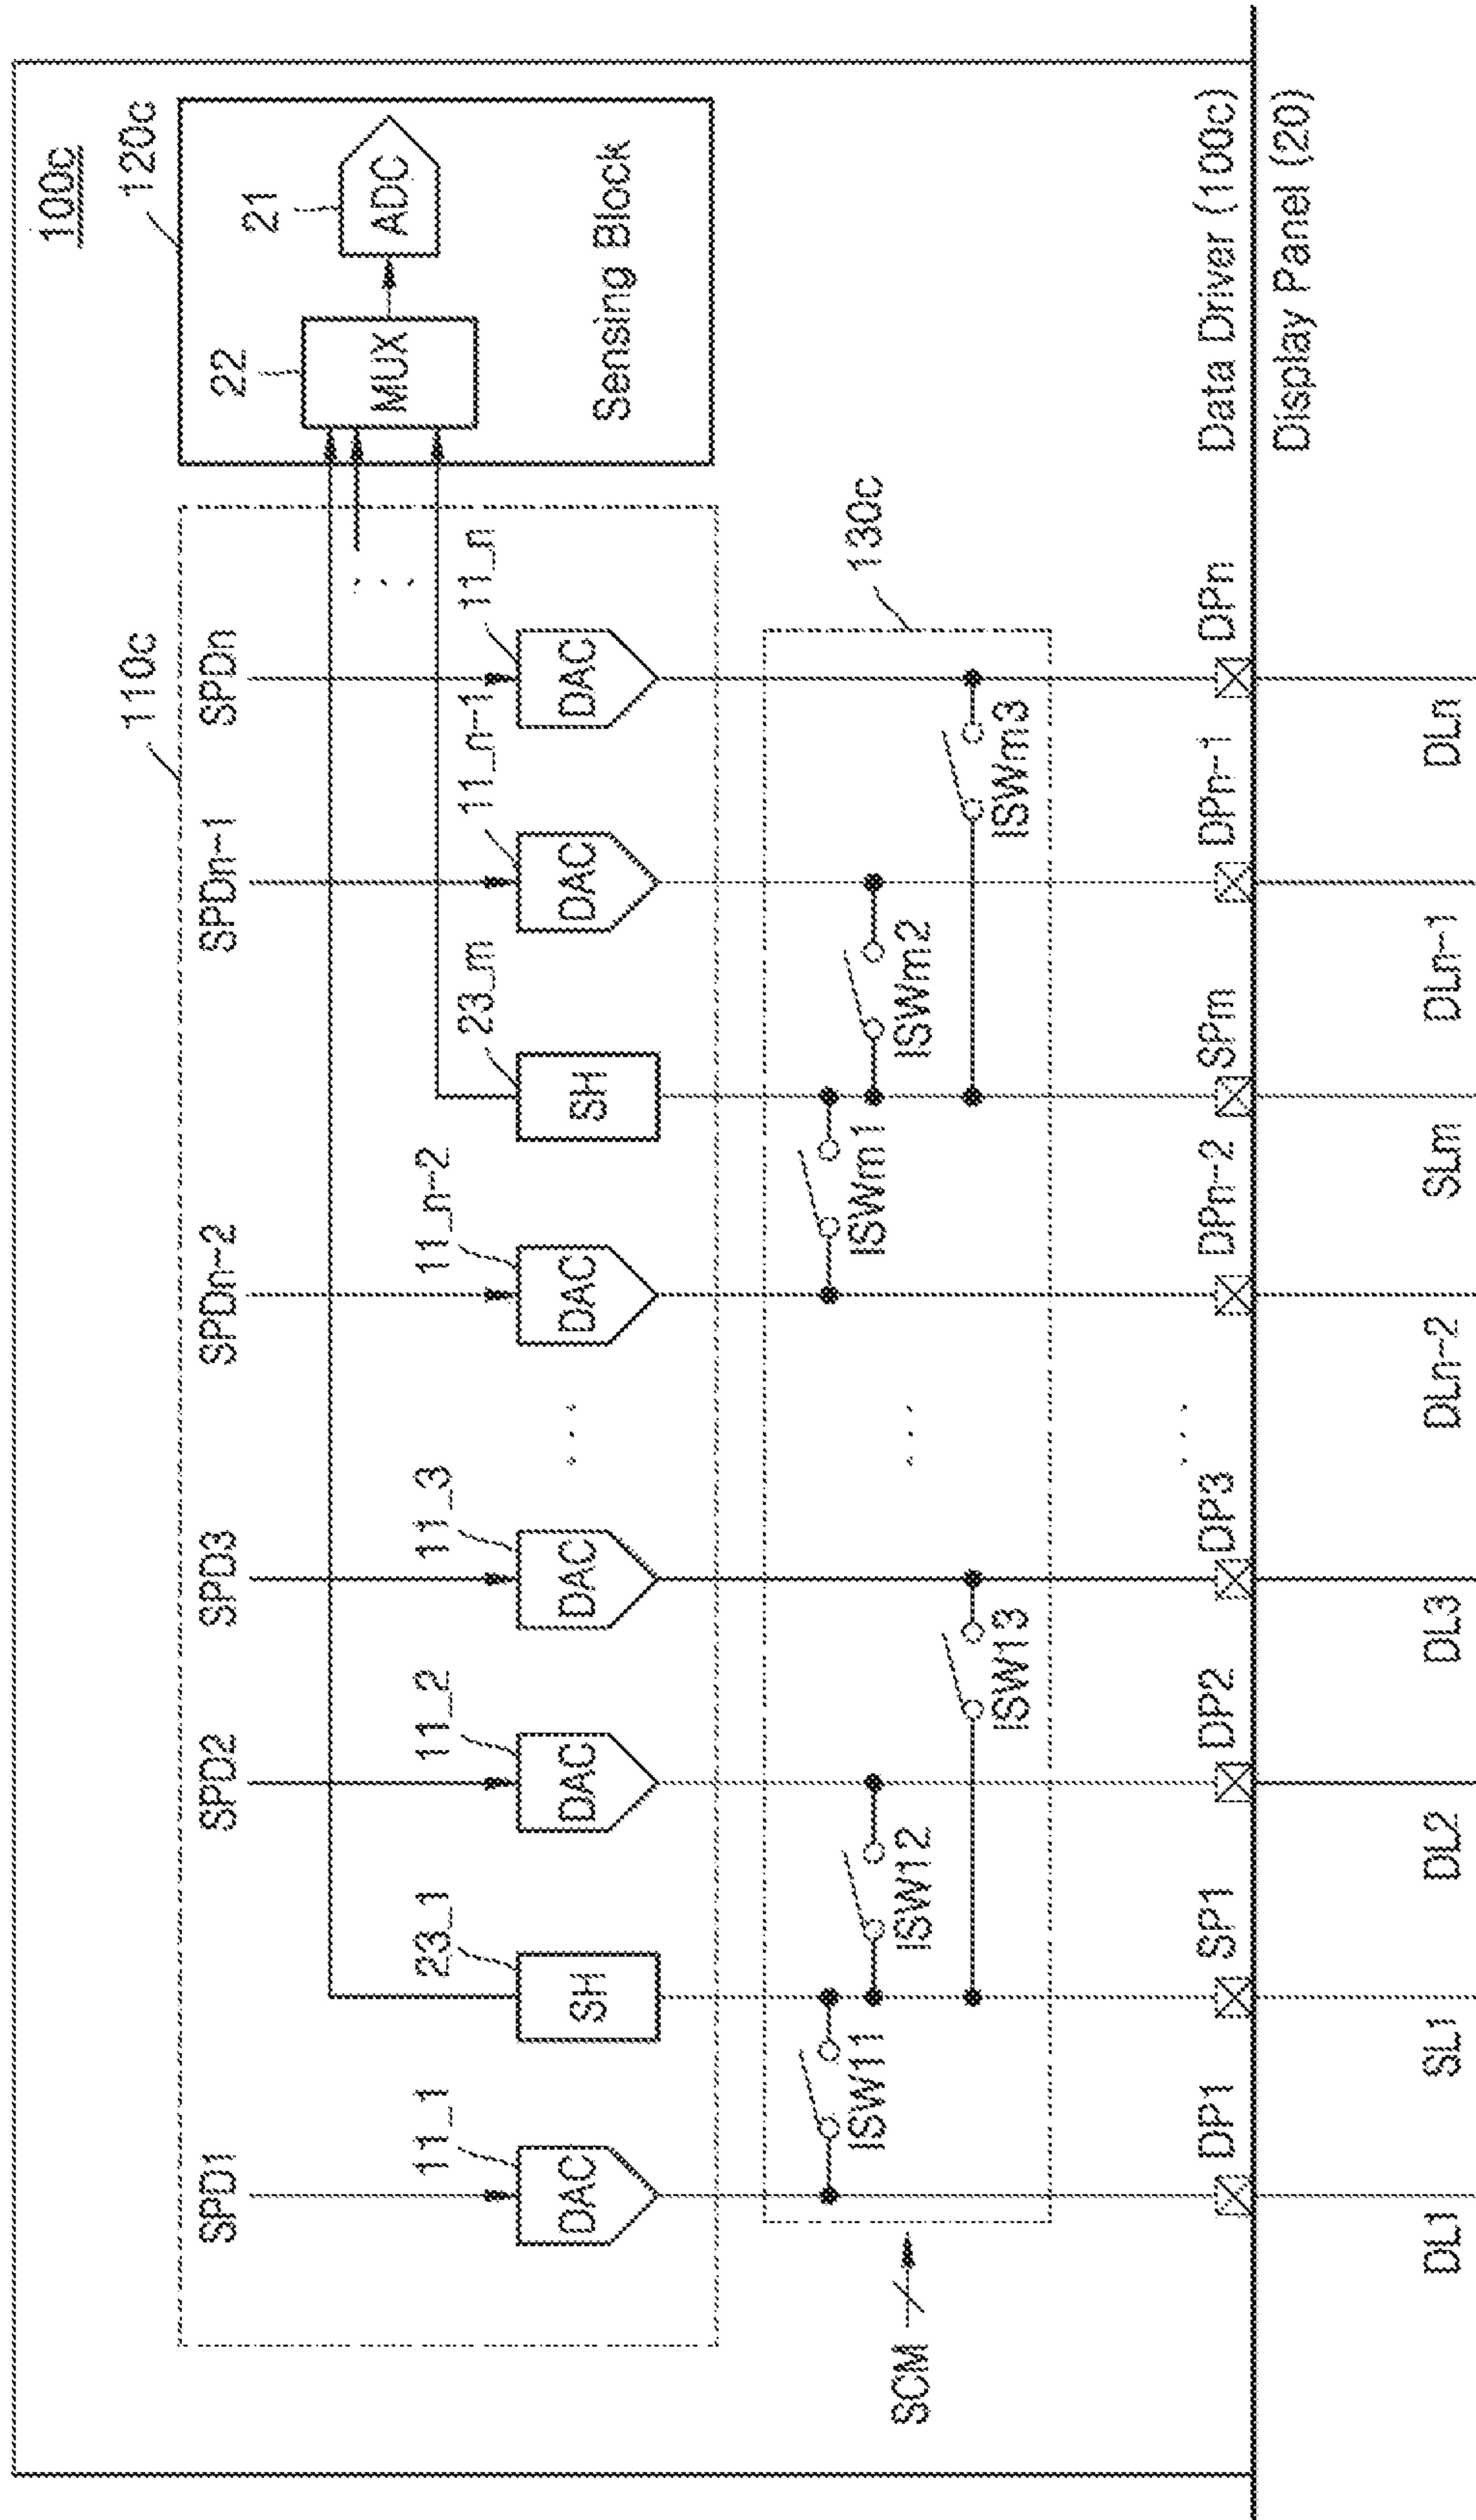 100c
110c
120c
SPD1
SPD2
SPD3
SPDn-2
SPDn-1
SPDn
22
21
MUX
ADC
Sensing Block
11_1
23_1
11_2
11_3
11_n-2
23_m
11_n-1
11_n
DAC
SH
DAC
DAC
DAC
SH
DAC
DAC
130c
SCM
ISW11
ISW12
ISW13
ISWm1
ISWm2
ISWm3
DP1
SP1
DP2
DP3
DPn-2
SPm
DPn-1
DPn
Data Driver (100c)
Display Panel (20)
DL1
SL1
DL2
DL3
DLn-2
SLm
DLn-1
DLn